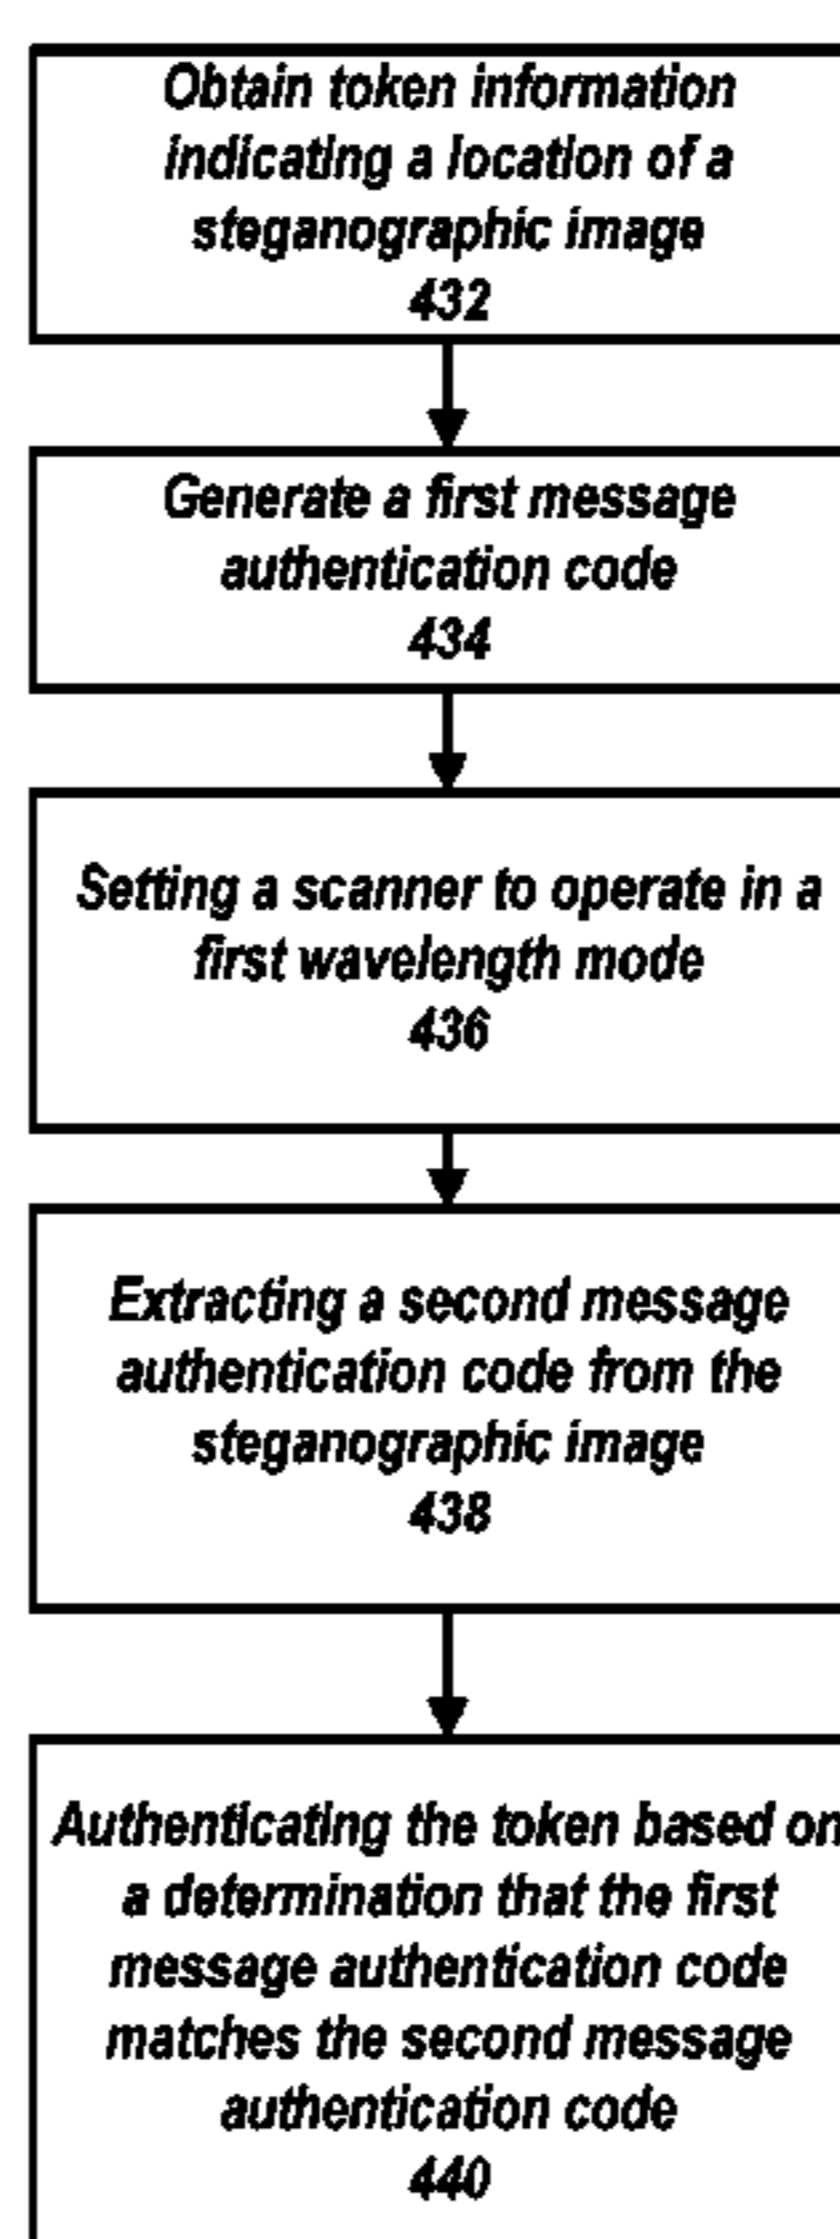 Obtain token information
indicating a location of a
steganographic image
432
Generate a first message
authentication code
434
Setting a scanner to operate in a
first wavelength mode
436
Extracting a second message
authentication code from the
steganographic image
438
Authenticating the token based on
a determination that the first
message authentication code
matches the second message
authentication code
440